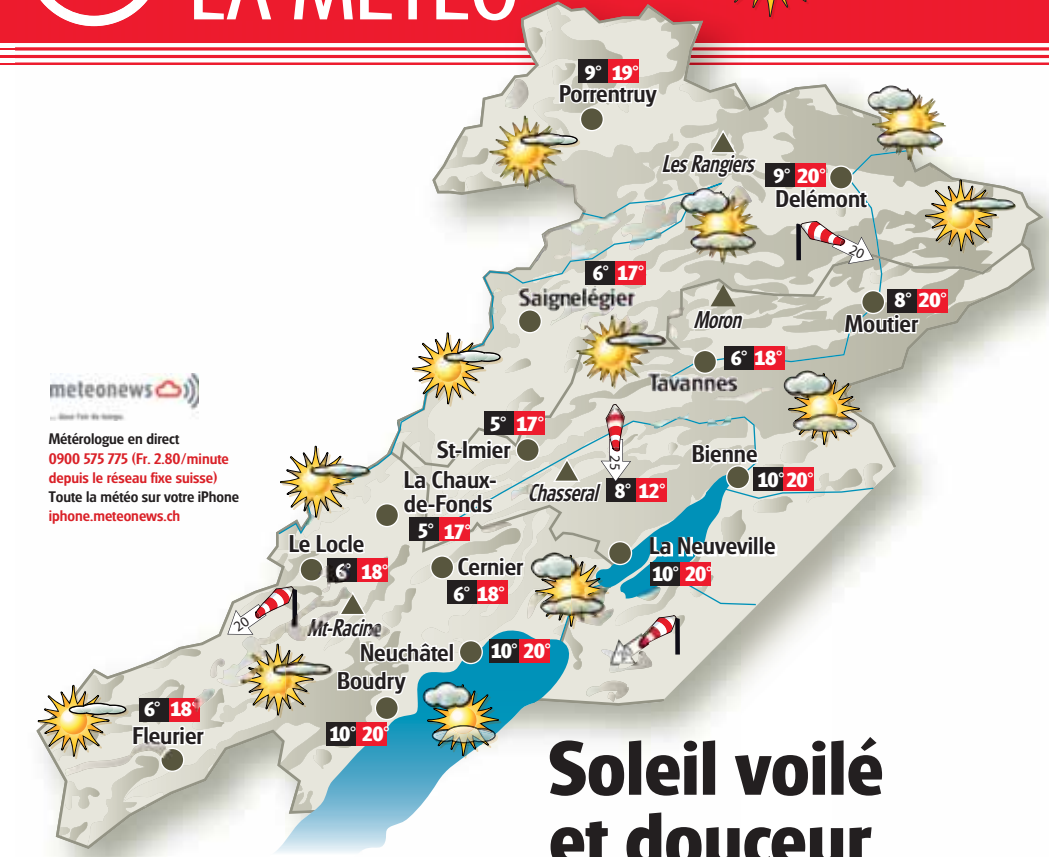 LA MÉTÉO
9° 19°
Porrentruy
Les Rangiers
9° 20°
Delémont
20
6° 17°
Saignelégier
Moron
8° 20°
Moutier
6° 18°
Tavannes
meteonews
Métérologue en direct
0900 575 775 (Fr. 2.80/minute
depuis le réseau fixe suisse)
Toute la météo sur votre iPhone
iphone.meteonews.ch
5° 17°
St-Imier
25
Chasseral 8° 12°
Bienne
10° 20°
La Chaux-
de-Fonds
5° 17°
Le Locle
6° 18°
Cernier
6° 18°
La Neuveville
10° 20°
20
Mt-Racine
Neuchâtel 10° 20°
Boudry
10° 20°
6° 18°
Fleurier
Soleil voilé
et douceur